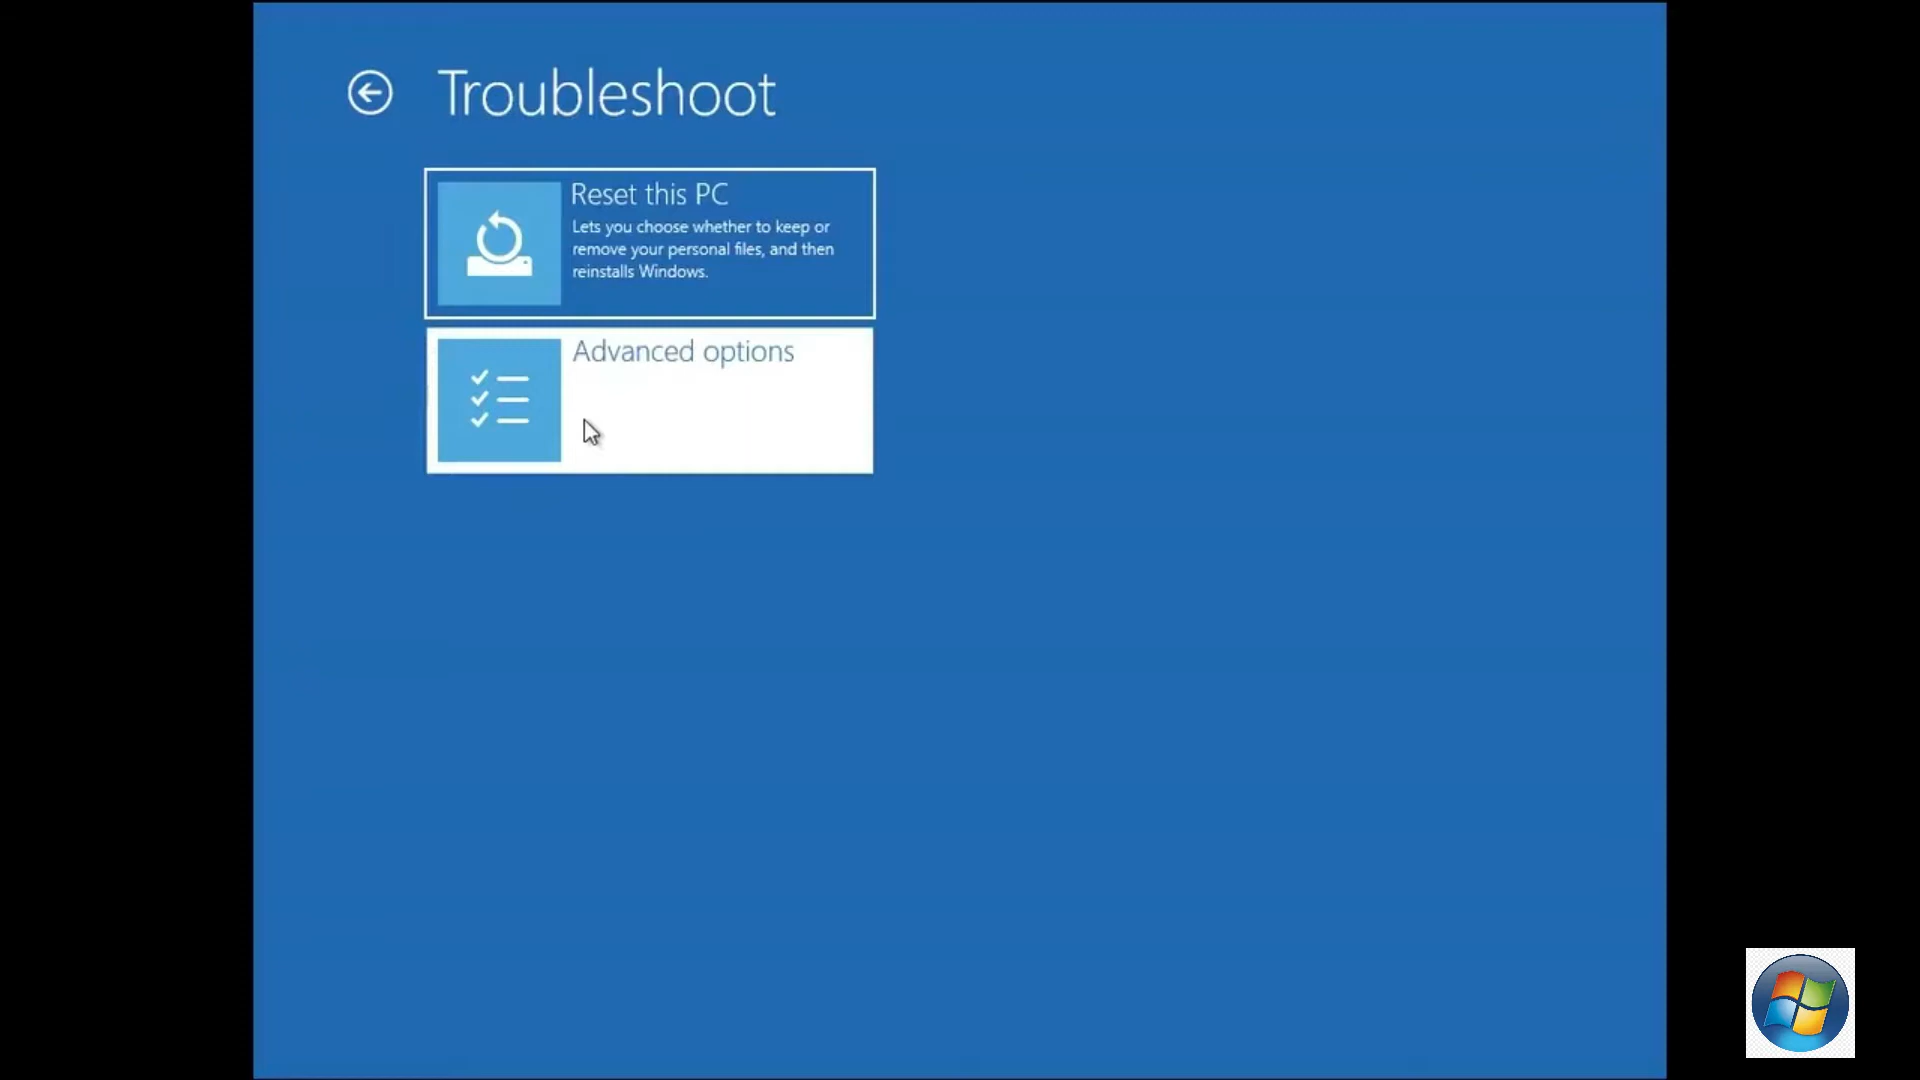 Troubleshoot
Reset this PC
Lets you choose whether to keep or
remove your personal files, and then
reinstalls Windows.
Advanced options